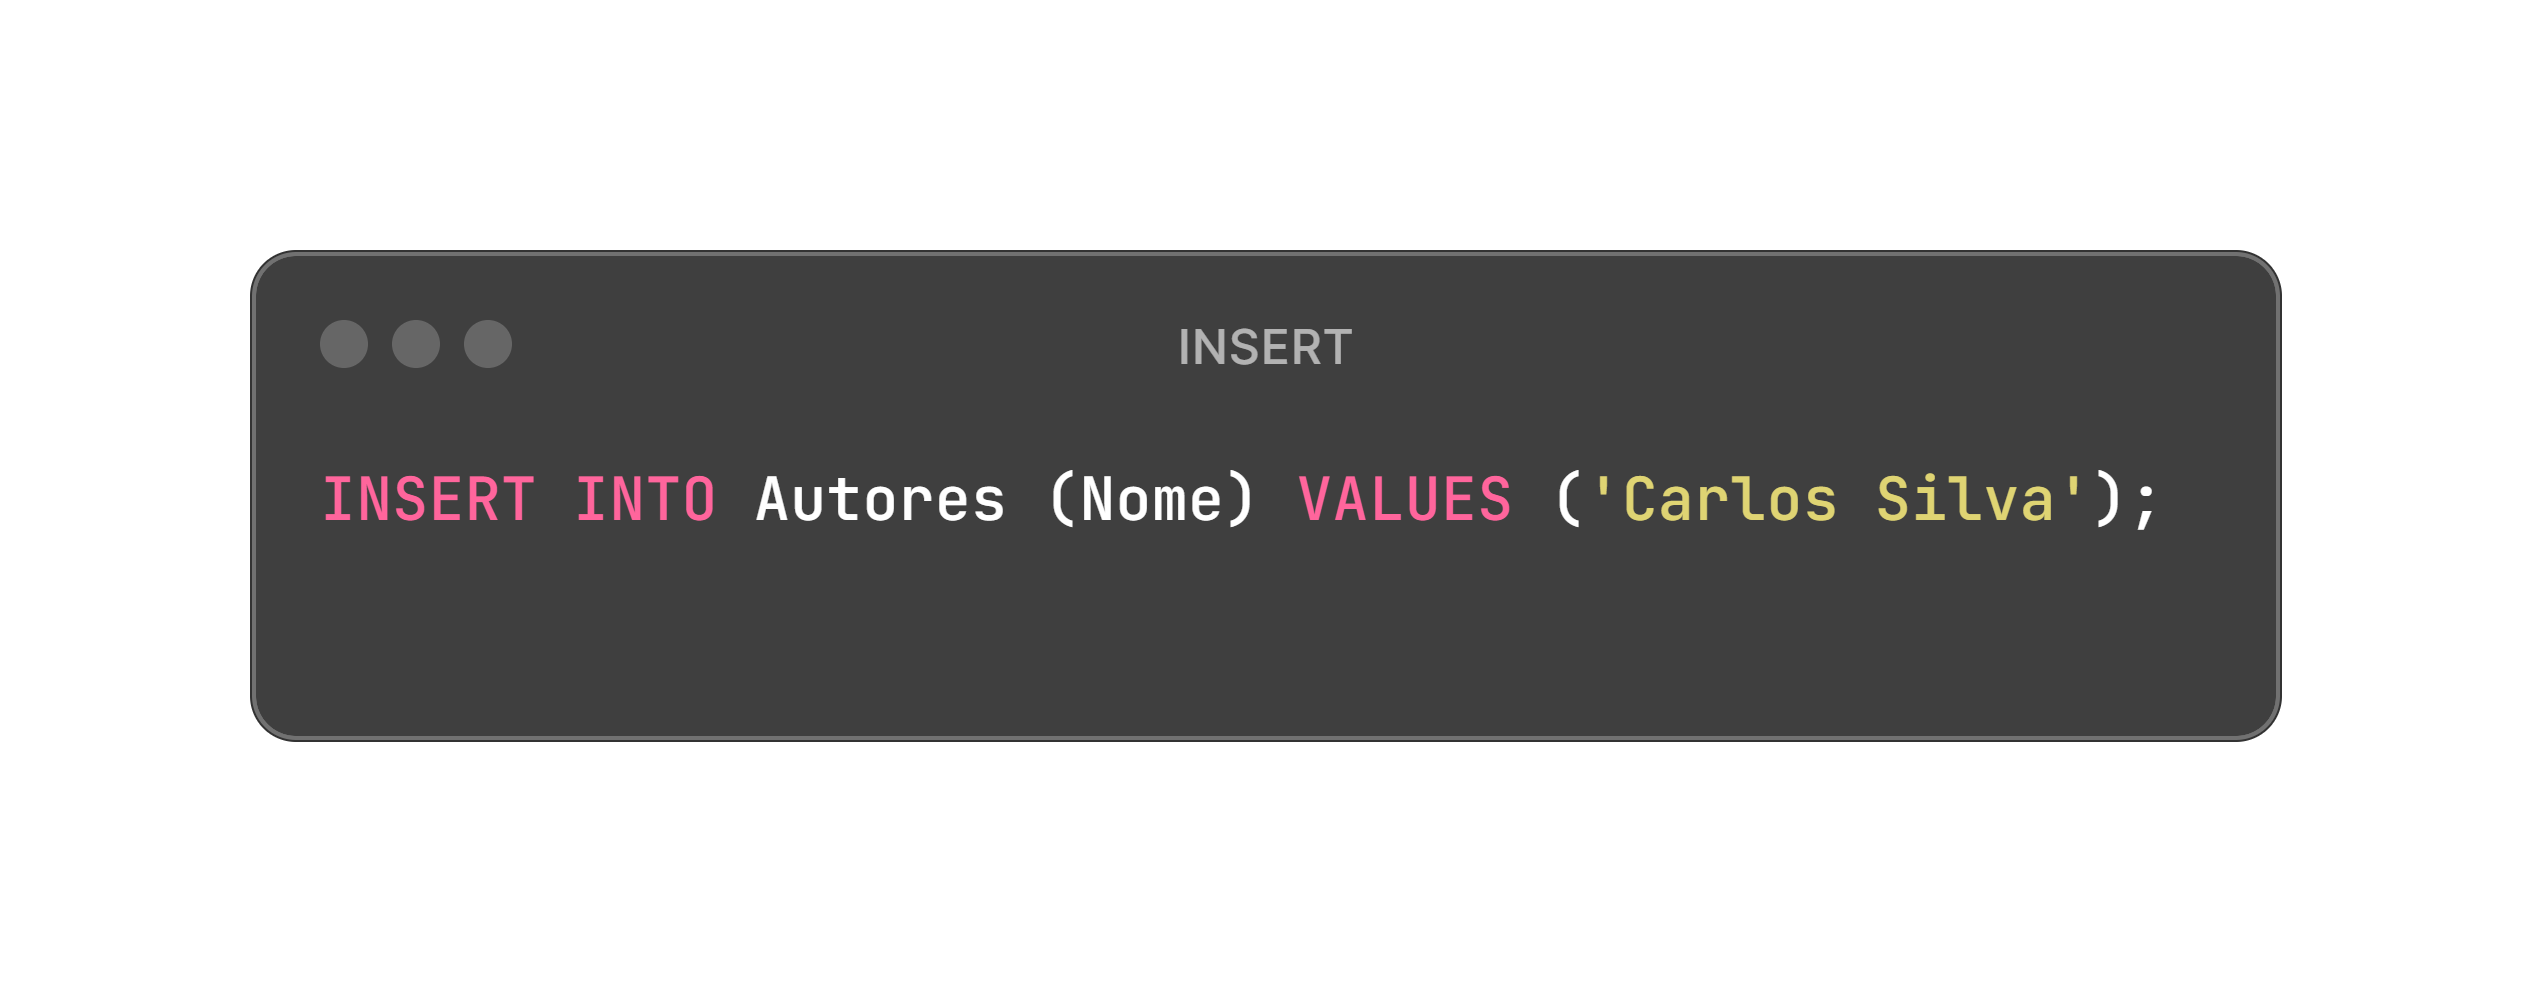 INSERT
INSERT INTO Autores (Nome) VALUES ('Carlos Silva');